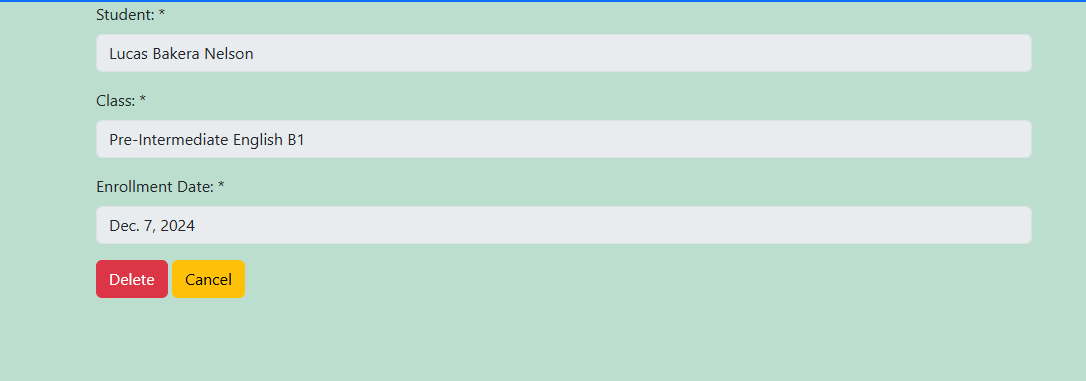 Student: *
Lucas Bakera Nelson
Class: *
Pre-Intermediate English B1
Enrollment Date: *
Dec. 7, 2024
Delete Cancel